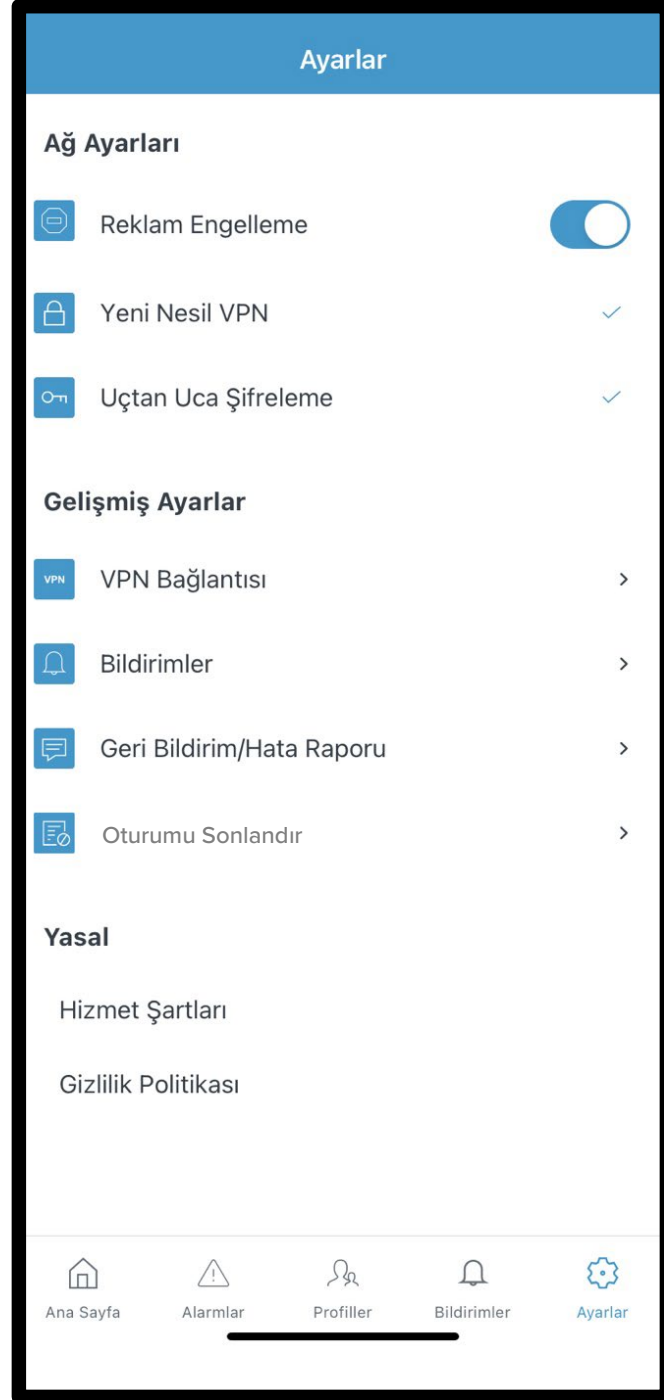 Ayarlar
Ağ Ayarları
Reklam Engelleme
Yeni Nesil VPN
Uçtan Uca Şifreleme
Gelişmiş Ayarlar
VPN VPN Bağlantısı
Bildirimler
Geri Bildirim/Hata Raporu
Oturumu Sonlandır
Yasal
Hizmet Şartları
Gizlilik Politikası
Ana Sayfa Alarmlar Profiller Bildirimler Ayarlar